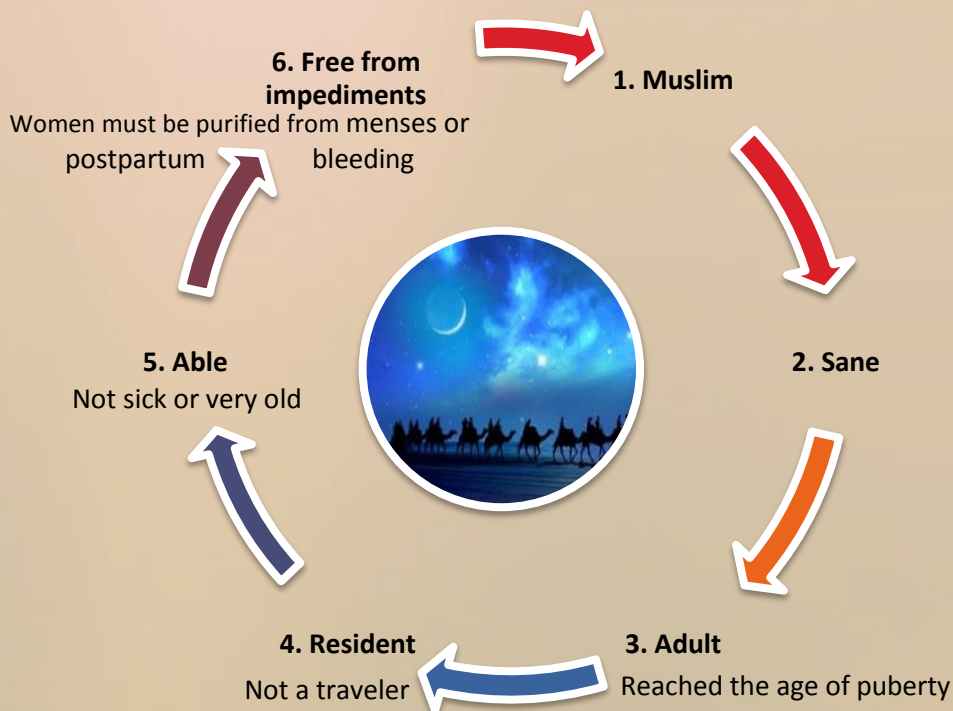 1. Muslim
2. Sane
3. Adult
Reached the age of puberty
4. Resident
Not a traveler
5. Able
Not sick or very old
6. Free from
impediments
Women must be purified from menses or
postpartum bleeding